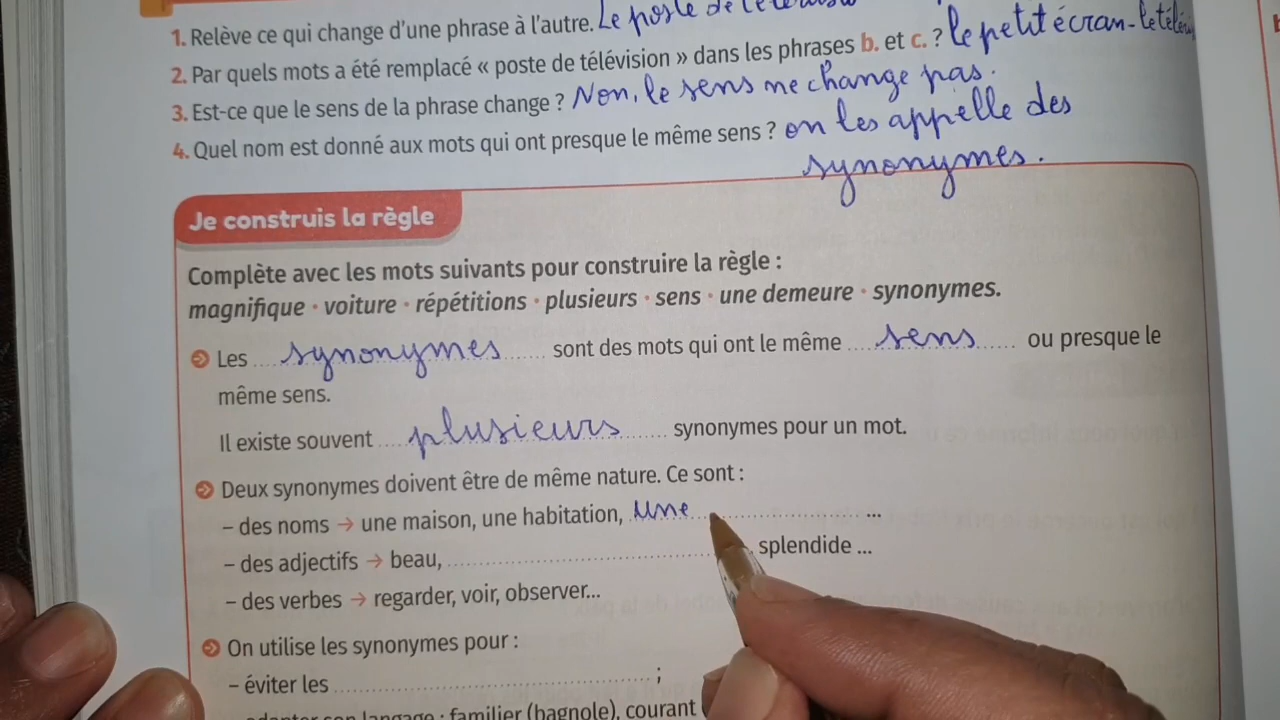 1. Relève ce qui change d'une phrase à l'autre. Le poste de
2. Par quels mots a été remplacé « poste de télévision » dans les phrases b. et c. ? le petit écran - le
3. Est-ce que le sens de la phrase change ? Non, le sens ne change pas.
4. Quel nom est donné aux mots qui ont presque le même sens ? on les appelle des
synonymes.
Je construis la règle
Complète avec les mots suivants pour construire la règle :
magnifique · voiture · répétitions · plusieurs · sens · une demeure · synonymes.
Les synonymes sont des mots qui ont le même sens ou presque le
même sens.
Il existe souvent plusieurs synonymes pour un mot.
Deux synonymes doivent être de même nature. Ce sont :
– des noms → une maison, une habitation, une ...
– des adjectifs → beau, splendide ...
– des verbes → regarder, voir, observer...
On utilise les synonymes pour :
– éviter les ;
langage : familier (bagnole), courant